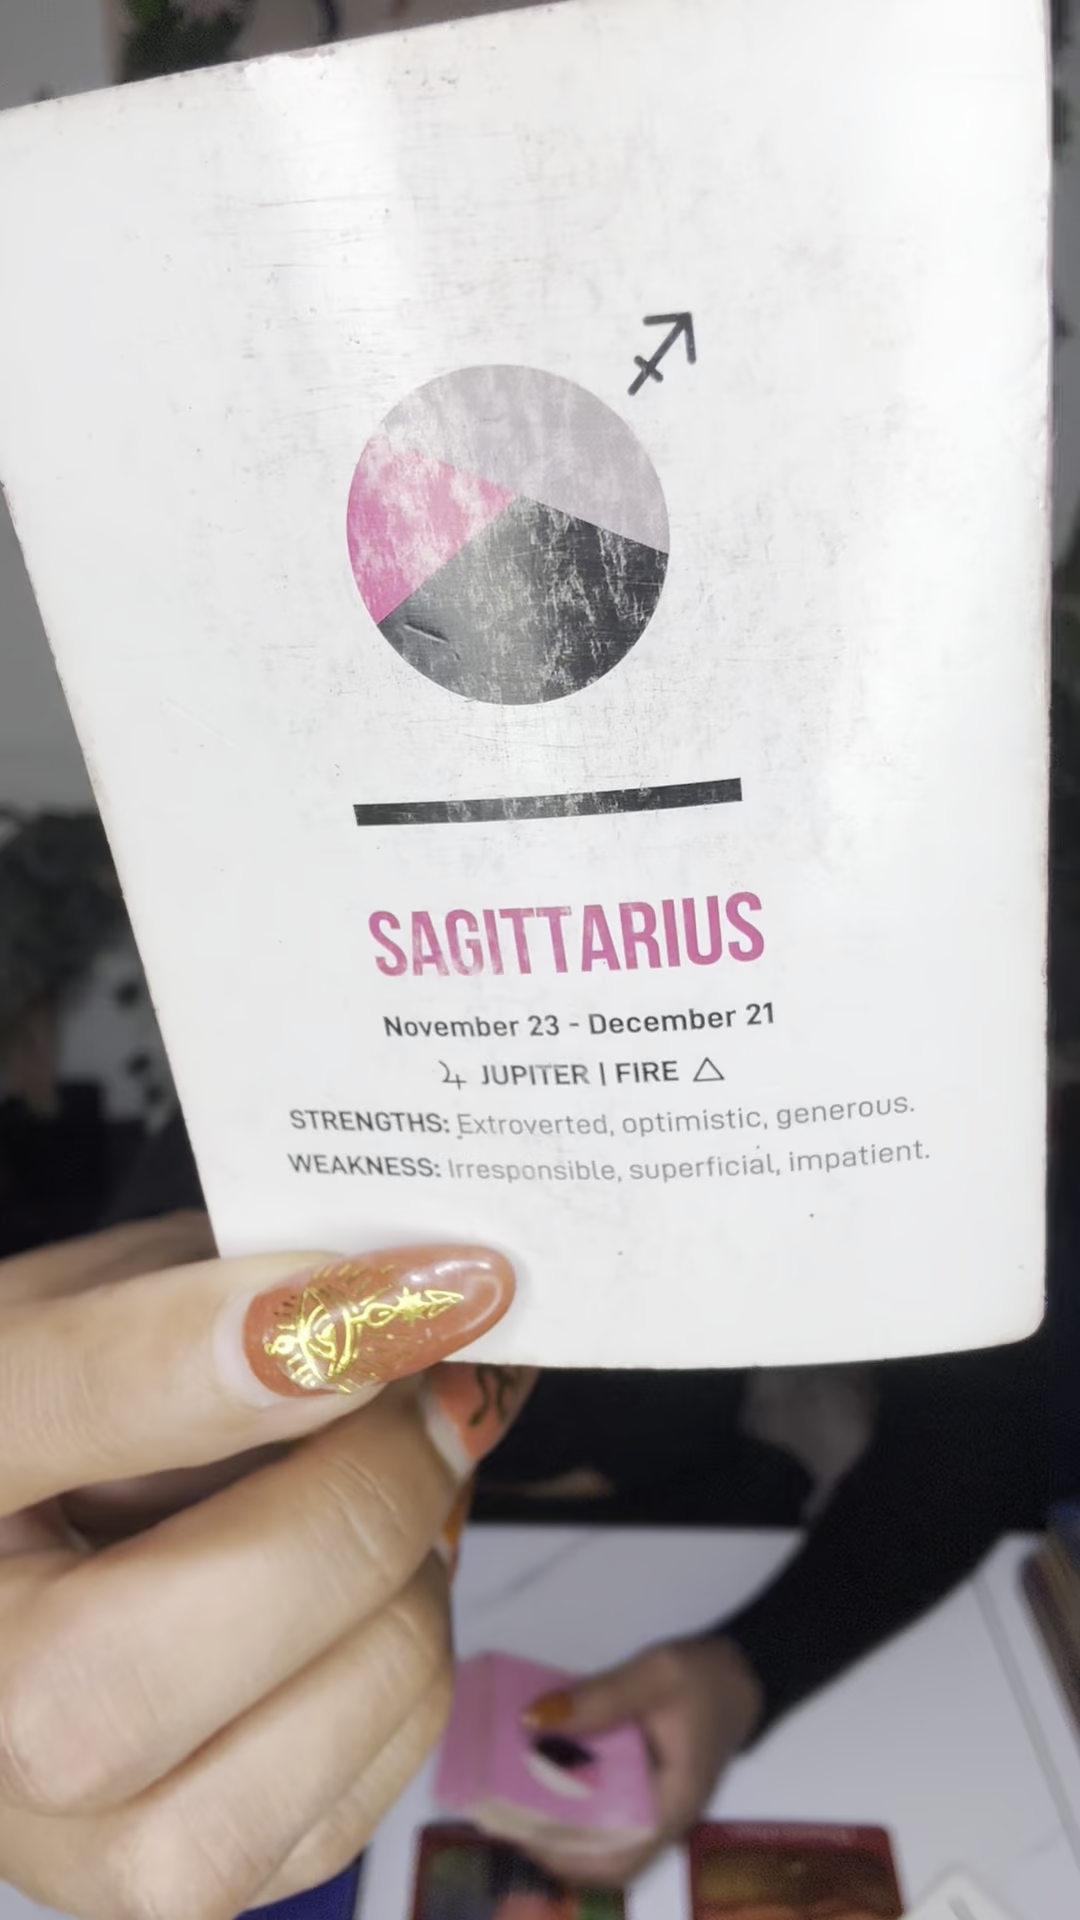 SAGITTARIUS
November 23 - December 21
♃ JUPITER | FIRE △
STRENGTHS: Extroverted, optimistic, generous.
WEAKNESS: Irresponsible, superficial, impatient.